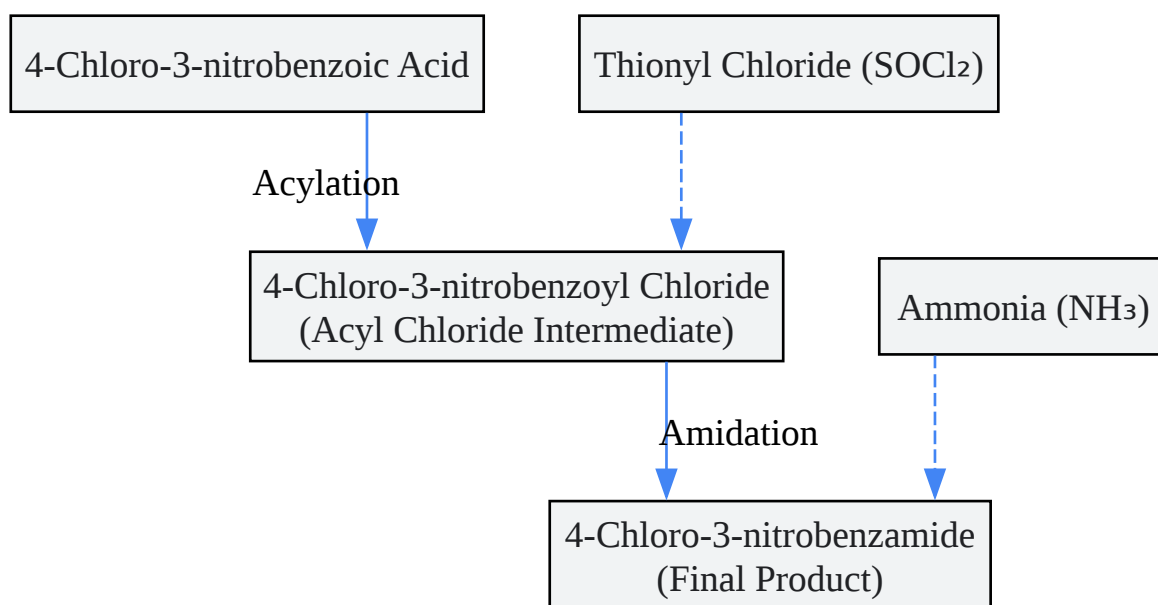 4-Chloro-3-nitrobenzoic Acid
Thionyl Chloride (SOCl₂)
Acylation
4-Chloro-3-nitrobenzoyl Chloride
(Acyl Chloride Intermediate)
Ammonia (NH₃)
Amidation
4-Chloro-3-nitrobenzamide
(Final Product)